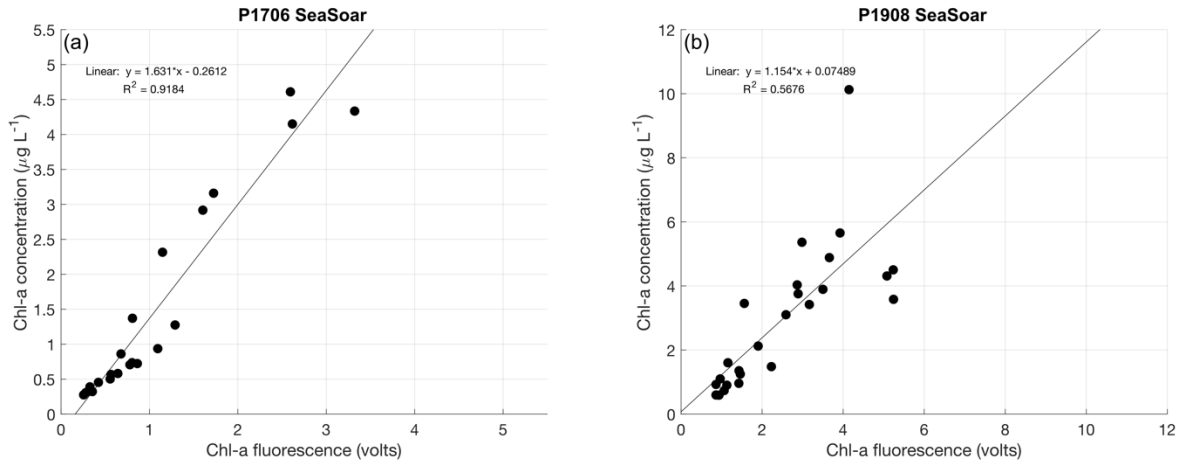 P1706 SeaSoar
(a)
Linear: y = 1.631*x - 0.2612
R² = 0.9184
5.5
5
4.5
4
3.5
3
2.5
2
1.5
1
0.5
0
Chl-a concentration (μg L⁻¹)
0 1 2 3 4 5
Chl-a fluorescence (volts)
P1908 SeaSoar
(b)
Linear: y = 1.154*x + 0.07489
R² = 0.5676
12
10
8
6
4
2
0
Chl-a concentration (μg L⁻¹)
0 2 4 6 8 10 12
Chl-a fluorescence (volts)